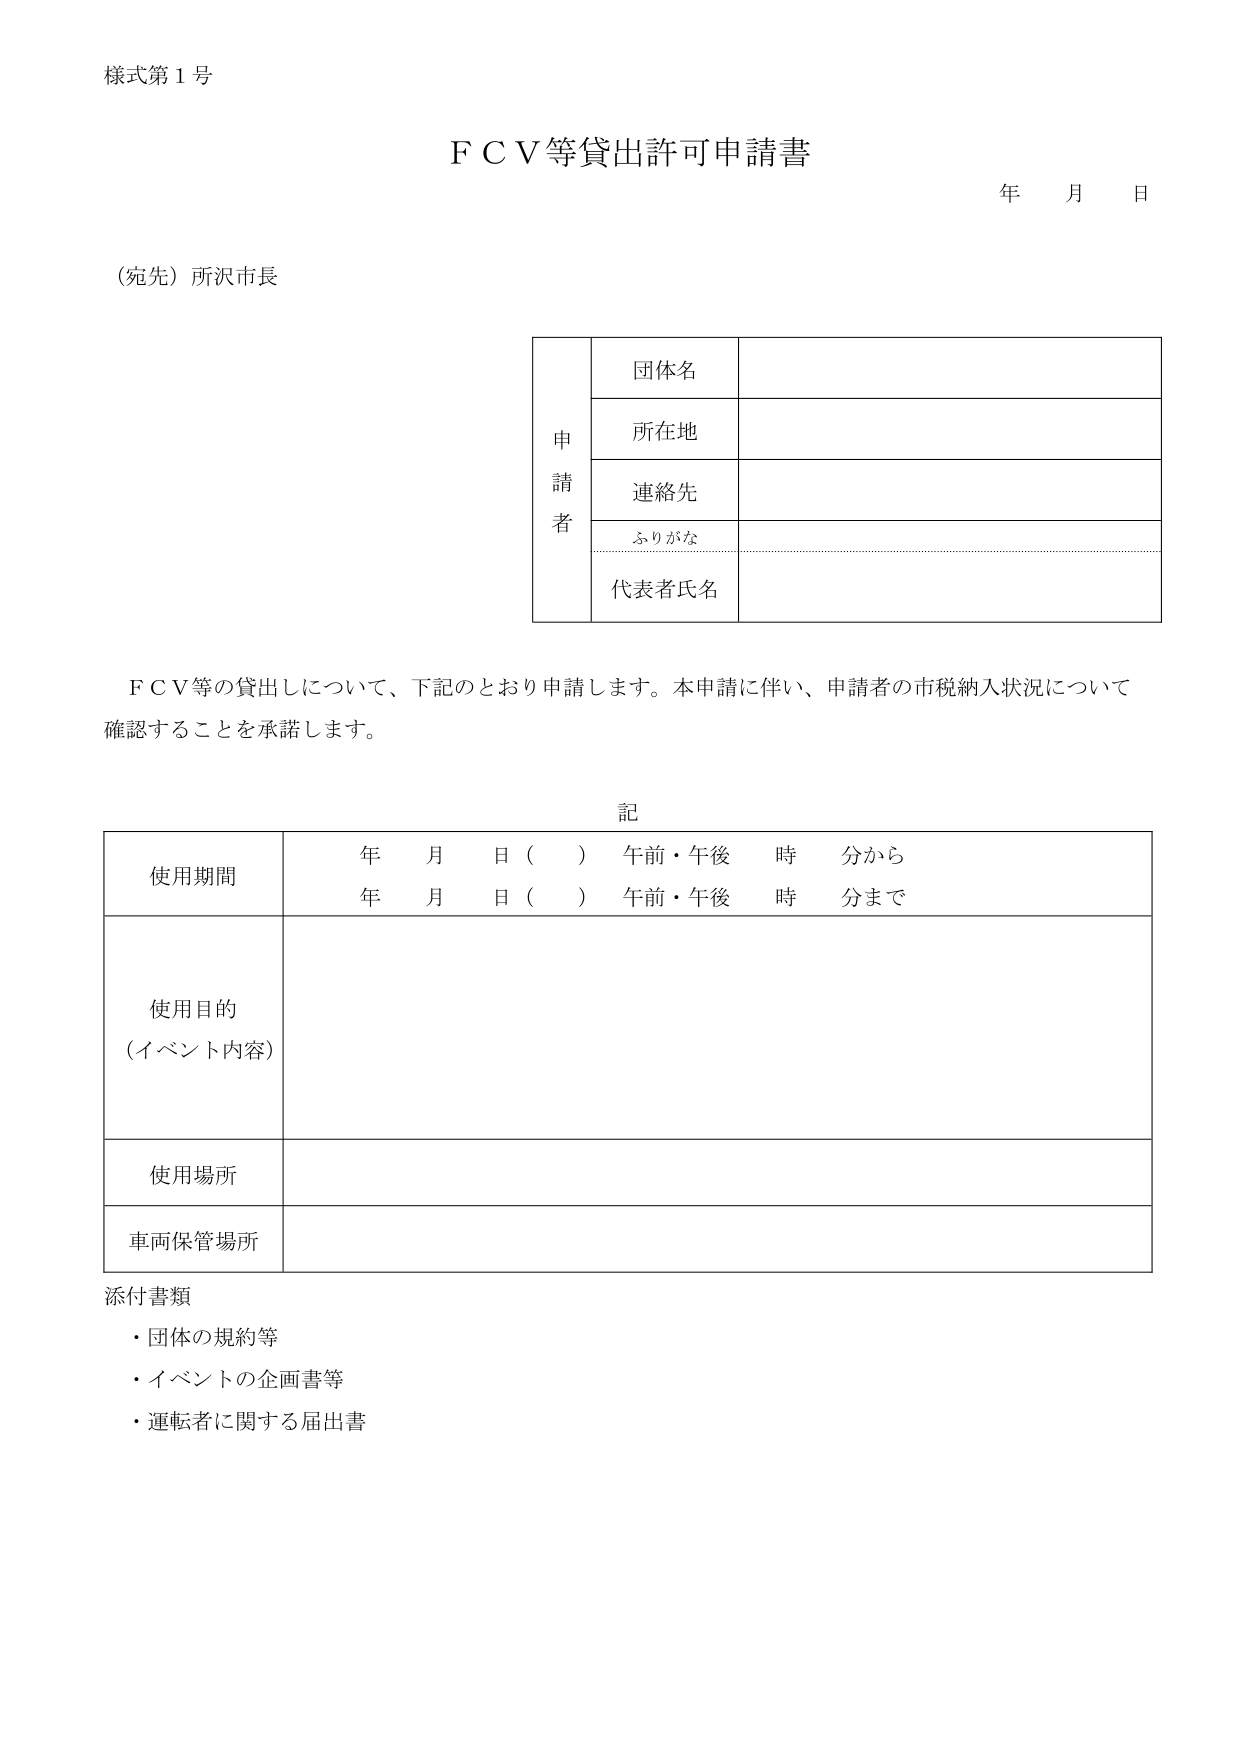 様式第１号
ＦＣＶ等貸出許可申請書
年　　月　　日
（宛先）所沢市長
申請者
団体名
所在地
連絡先
ふりがな
代表者氏名
ＦＣＶ等の貸出しについて、下記のとおり申請します。本申請に伴い、申請者の市税納入状況について
確認することを承諾します。
記
使用期間
年　　月　　日（　　）　午前・午後　　時　　分から
年　　月　　日（　　）　午前・午後　　時　　分まで
使用目的
（イベント内容）
使用場所
車両保管場所
添付書類
・団体の規約等
・イベントの企画書等
・運転者に関する届出書